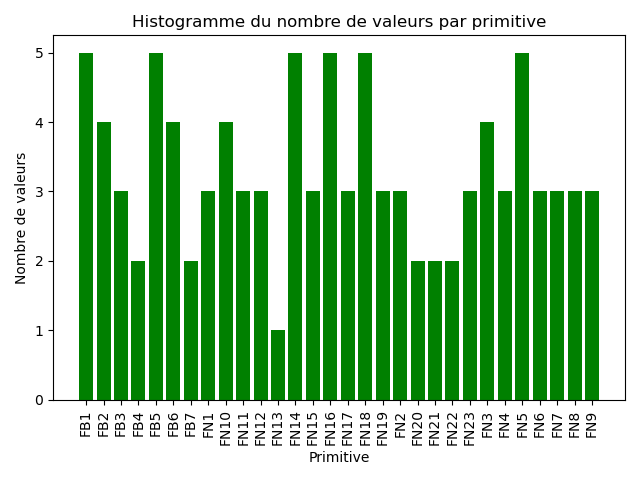 Histogramme du nombre de valeurs par primitive
5
4
3
2
1
0
Nombre de valeurs
FB1 FB2 FB3 FB4 FB5 FB6 FB7 FN1 FN10 FN11 FN12 FN13 FN14 FN15 FN16 FN17 FN18 FN19 FN2 FN20 FN21 FN22 FN23 FN3 FN4 FN5 FN6 FN7 FN8 FN9
Primitive